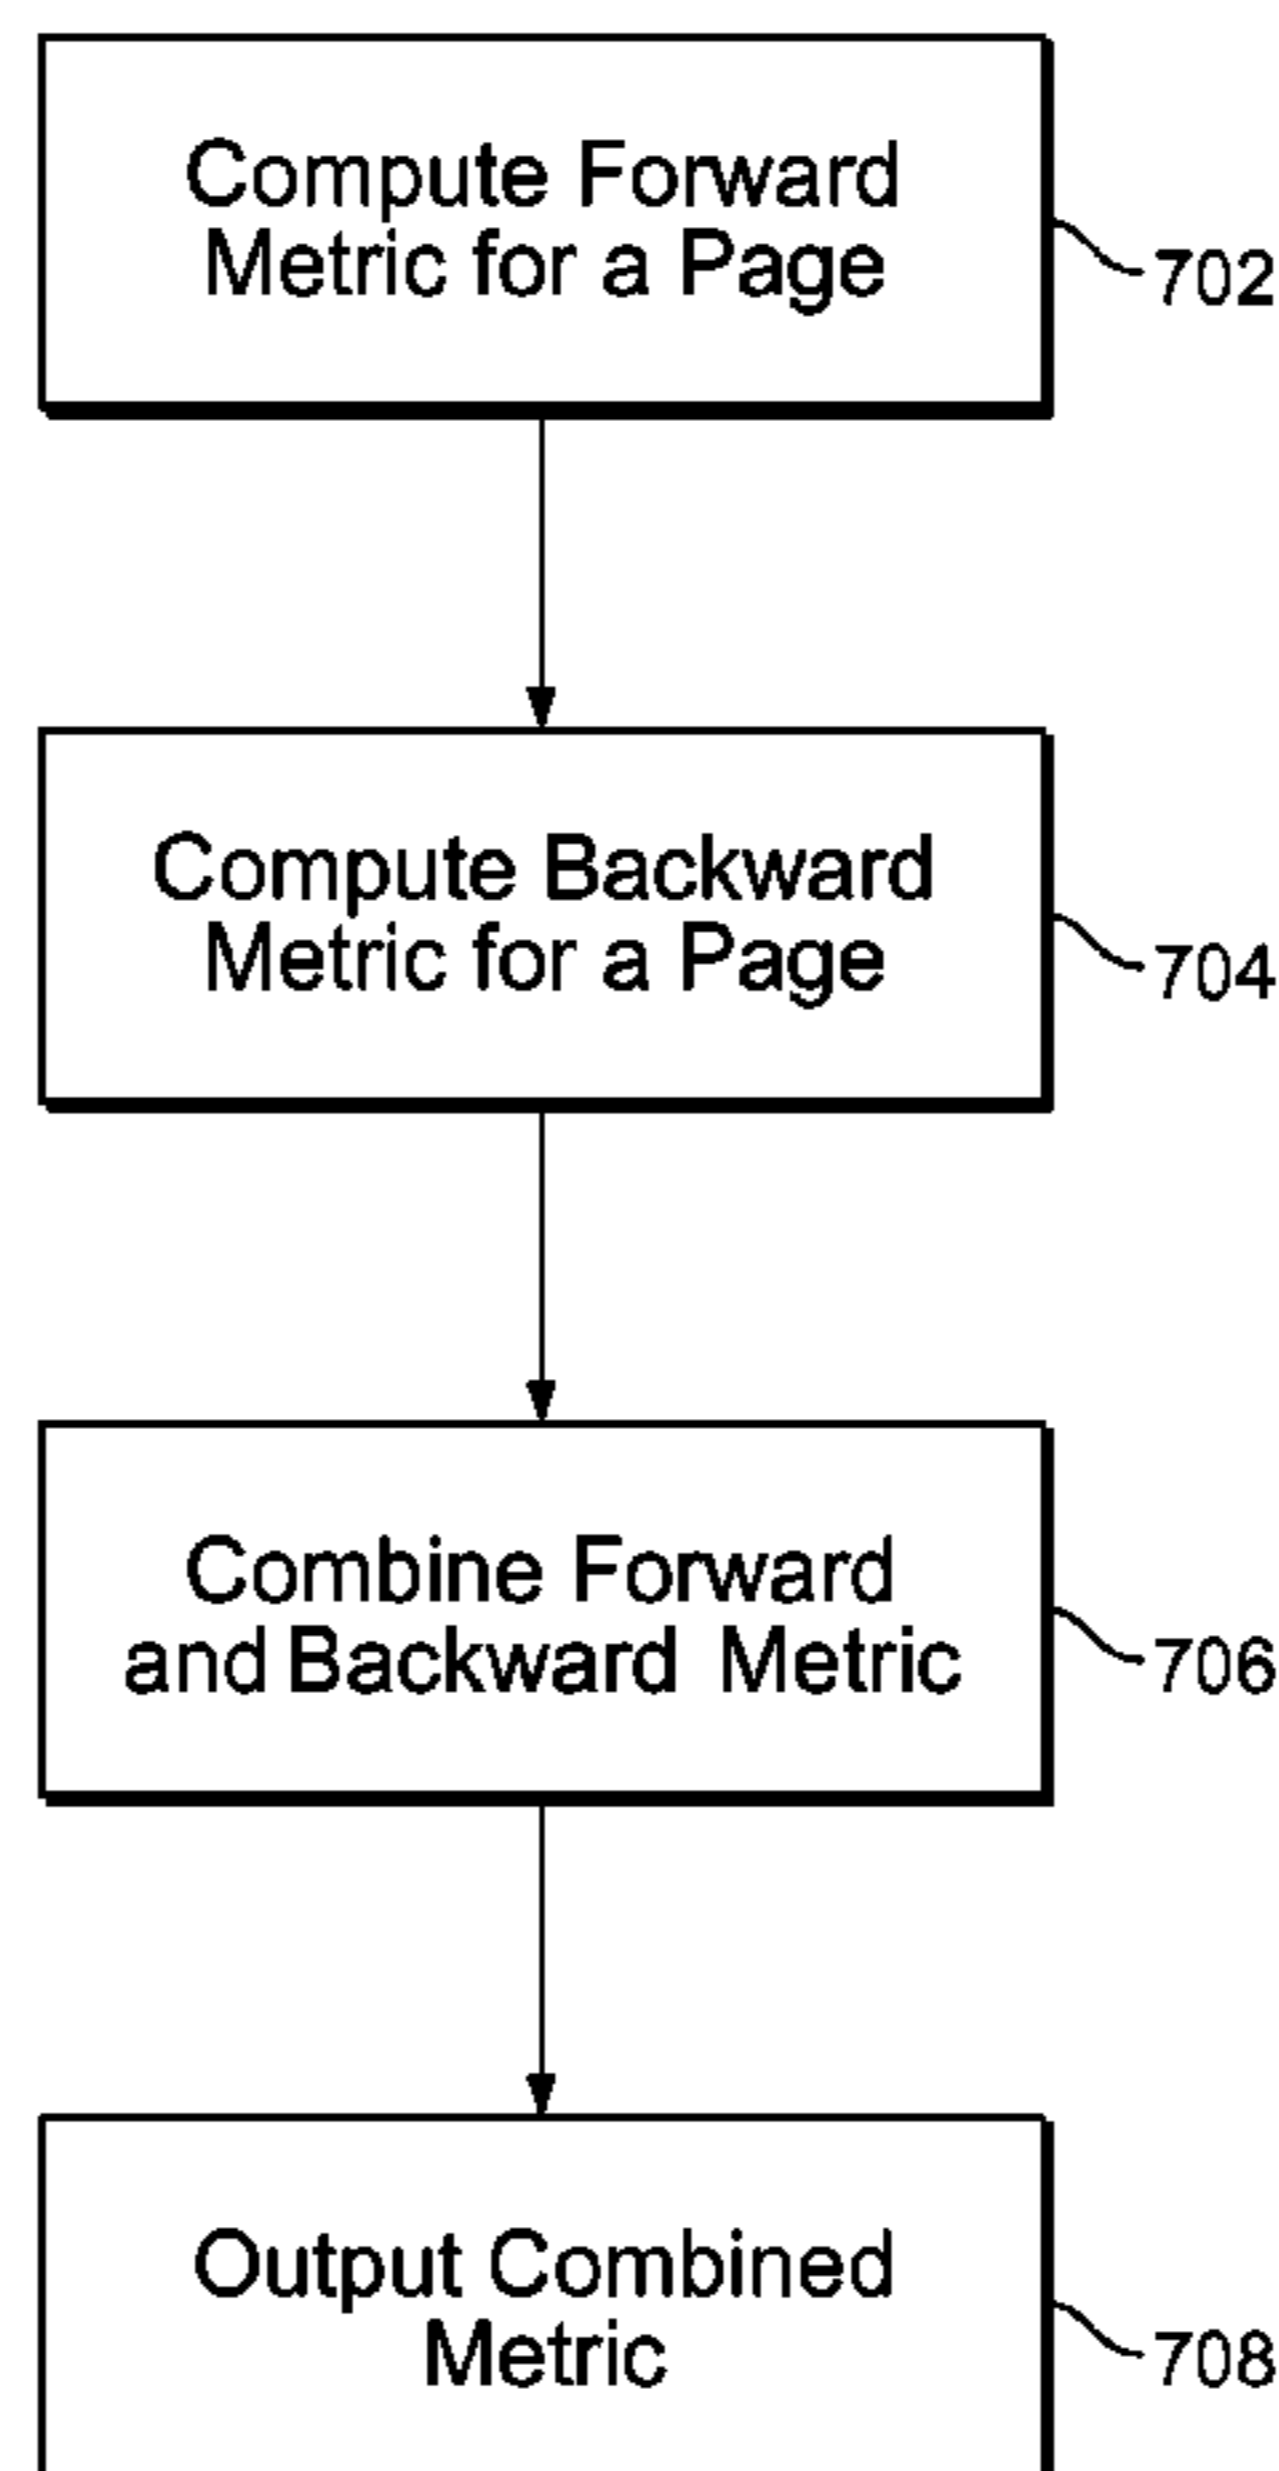 Compute Forward
Metric for a Page
702
Compute Backward
Metric for a Page
704
Combine Forward
and Backward Metric
706
Output Combined
Metric
708